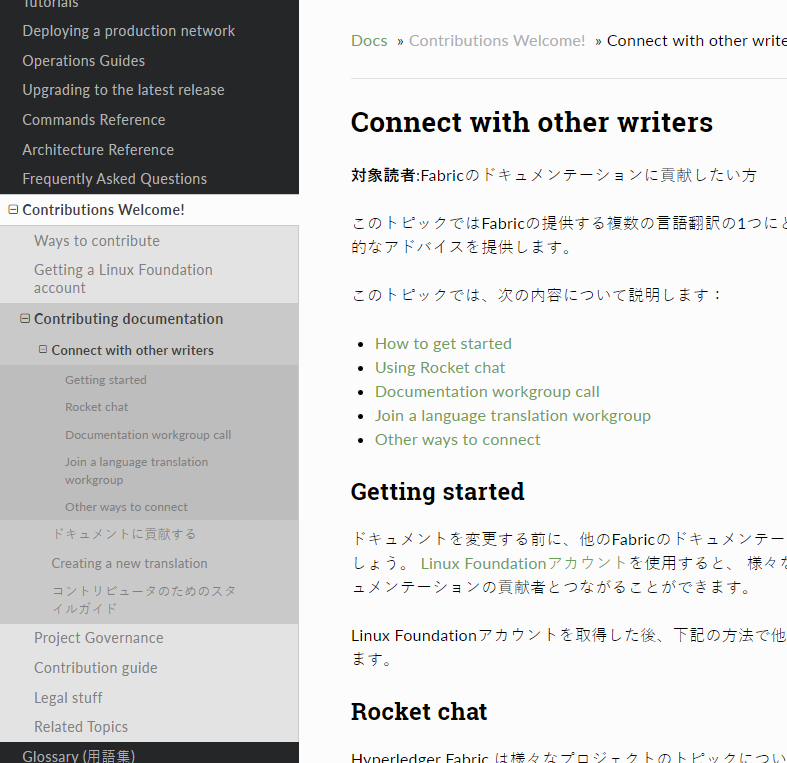 Tutorials
Deploying a production network
Operations Guides
Upgrading to the latest release
Commands Reference
Architecture Reference
Frequently Asked Questions
Contributions Welcome!
Ways to contribute
Getting a Linux Foundation
account
Contributing documentation
Connect with other writers
Getting started
Rocket chat
Documentation workgroup call
Join a language translation
workgroup
Other ways to connect
ドキュメントに貢献する
Creating a new translation
コントリビュータのためのスタ
イルガイド
Project Governance
Contribution guide
Legal stuff
Related Topics
Glossary (用語集)
Docs » Contributions Welcome! » Connect with other write
Connect with other writers
対象読者:Fabricのドキュメンテーションに貢献したい方
このトピックではFabricの提供する複数の言語翻訳の1つに
的なアドバイスを提供します。
このトピックでは、次の内容について説明します：
How to get started
Using Rocket chat
Documentation workgroup call
Join a language translation workgroup
Other ways to connect
Getting started
ドキュメントを変更する前に、他のFabricのドキュメンテー
しょう。 Linux Foundationアカウントを使用すると、 様々な
ュメンテーションの貢献者とつながることができます。
Linux Foundationアカウントを取得した後、下記の方法で他
ます。
Rocket chat
Hyperledger Fabric は様々なプロジェクトのトピックについ